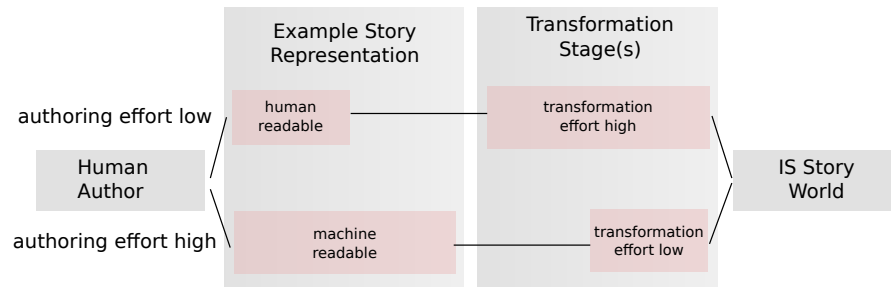 Example Story
Representation
Transformation
Stage(s)
authoring effort low
human
readable
transformation
effort high
Human
Author
IS Story
World
authoring effort high
machine
readable
transformation
effort low